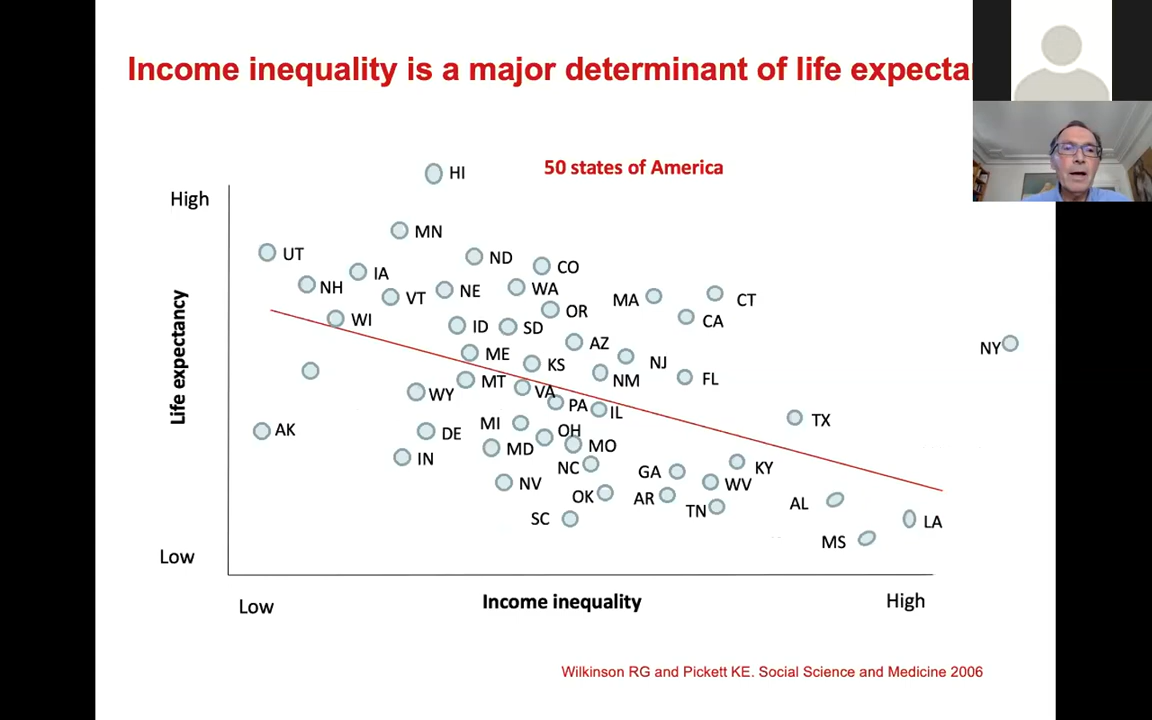 Income inequality is a major determinant of life expecta
50 states of America
High
Life expectancy
Low
HI
MN
UT
ND
CO
IA
NH
VT
NE
WA
MA
CT
OR
CA
WI
ID
SD
AZ
NY
ME
KS
NJ
MT
NM
FL
WY
VA
PA
IL
TX
AK
DE
MI
OH
MD
MO
IN
NC
GA
KY
NV
WV
OK
AR
AL
TN
SC
LA
MS
Low
Income inequality
High
Wilkinson RG and Pickett KE. Social Science and Medicine 2006